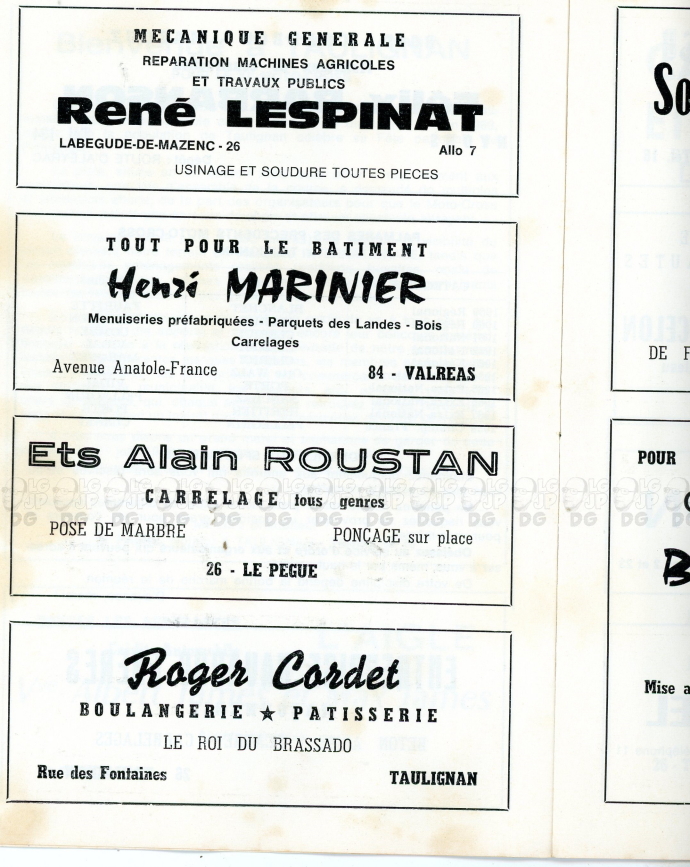 MECANIQUE GENERALE
REPARATION MACHINES AGRICOLES
ET TRAVAUX PUBLICS
René LESPINAT
LABEGUDE-DE-MAZENC - 26 Allo 7
USINAGE ET SOUDURE TOUTES PIECES
TOUT POUR LE BATIMENT
Henri MARINIER
Menuiseries préfabriquées - Parquets des Landes - Bois
Carrelages
Avenue Anatole-France 84 - VALREAS
Ets Alain ROUSTAN
CARRELAGE tous genres
POSE DE MARBRE PONÇAGE sur place
26 - LE PEGUE
Roger Cordet
BOULANGERIE ★ PATISSERIE
LE ROI DU BRASSADO
Rue des Fontaines TAULIGNAN
DE
POUR
Mise